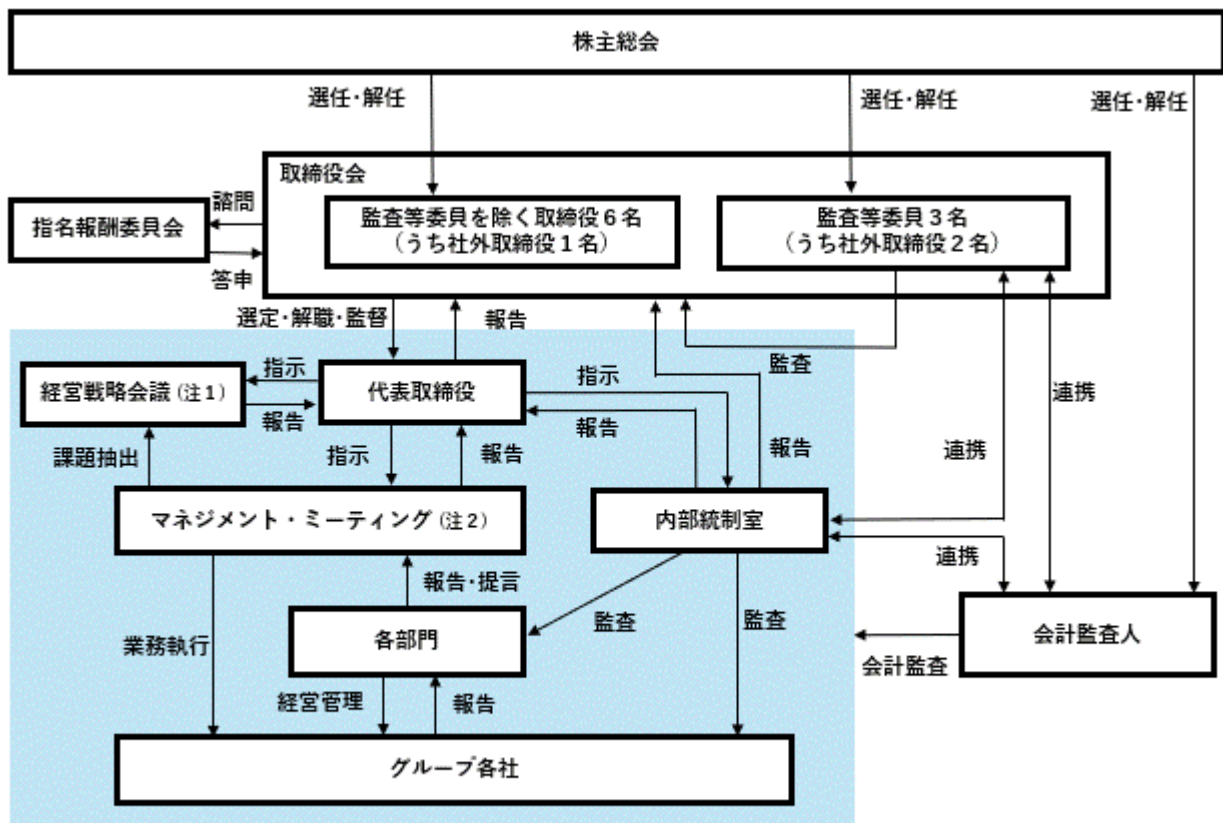 株主総会
選任・解任
選任・解任
選任・解任
取締役会
監査等委員を除く取締役6名
（うち社外取締役1名）
監査等委員3名
（うち社外取締役2名）
諮問
指名報酬委員会
答申
選定・解職・監督
報告
監査
指示
経営戦略会議（注1）
報告
代表取締役
指示
報告
連携
課題抽出
指示
報告
報告
連携
マネジメント・ミーティング（注2）
内部統制室
連携
報告・提言
各部門
監査
監査
業務執行
会計監査人
会計監査
経営管理
報告
グループ各社